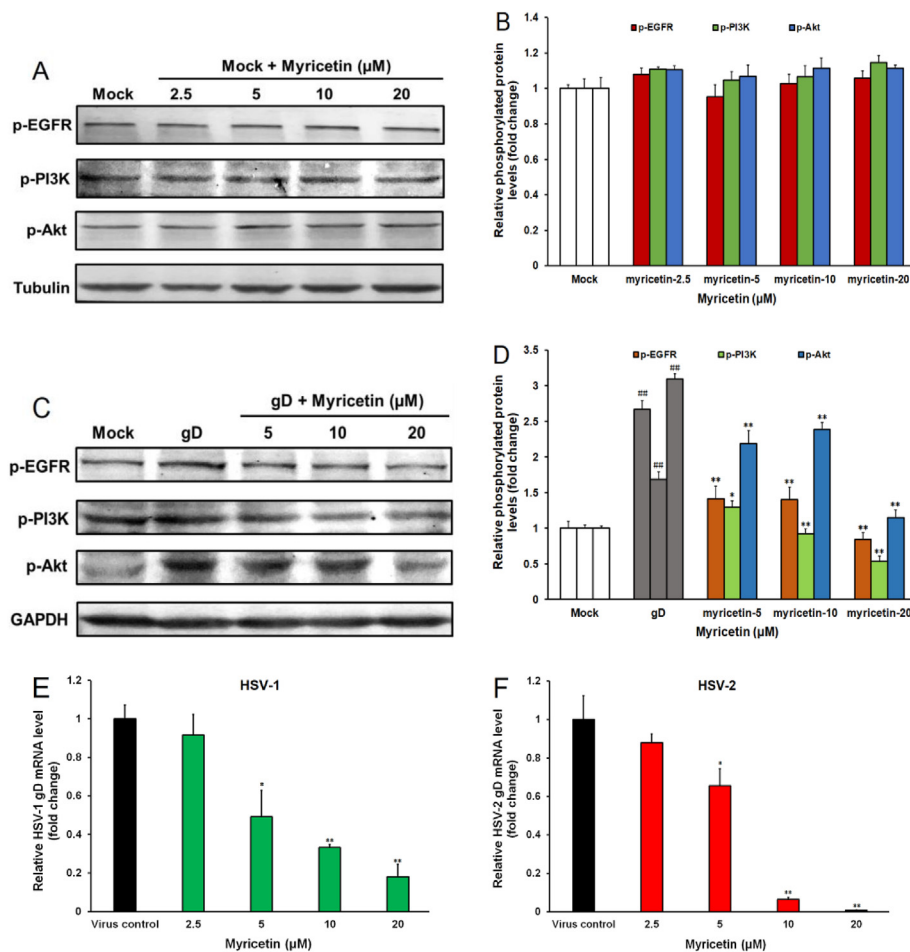 A
Mock + Myricetin (µM)
Mock 2.5 5 10 20
p-EGFR
p-PI3K
p-Akt
Tubulin
B
p-EGFR p-PI3K p-Akt
Relative phosphorylated protein
levels (fold change)
1.4
1.2
1
0.8
0.6
0.4
0.2
0
Mock myricetin-2.5 myricetin-5 myricetin-10 myricetin-20
Myricetin (µM)
C
gD + Myricetin (µM)
Mock gD 5 10 20
p-EGFR
p-PI3K
p-Akt
GAPDH
D
p-EGFR p-PI3K p-Akt
Relative phosphorylated protein
levels (fold change)
3.5
3
2.5
2
1.5
1
0.5
0
## ## ##
** * **
** ** **
** ** **
Mock gD myricetin-5 myricetin-10 myricetin-20
Myricetin (µM)
E
HSV-1
Relative HSV-1 gD mRNA level
(fold change)
1
0.8
0.6
0.4
0.2
0
* ** **
Virus control 2.5 5 10 20
Myricetin (µM)
F
HSV-2
Relative HSV-2 gD mRNA level
(fold change)
1
0.8
0.6
0.4
0.2
0
* ** **
Virus control 2.5 5 10 20
Myricetin (µM)